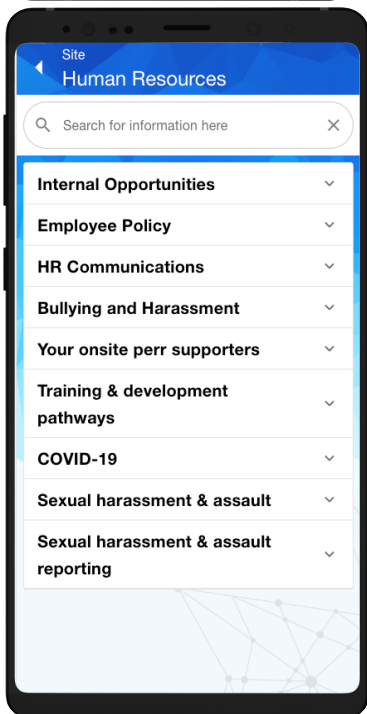 Site
Human Resources
Search for information here
Internal Opportunities
Employee Policy
HR Communications
Bullying and Harassment
Your onsite perr supporters
Training & development
pathways
COVID-19
Sexual harassment & assault
Sexual harassment & assault
reporting